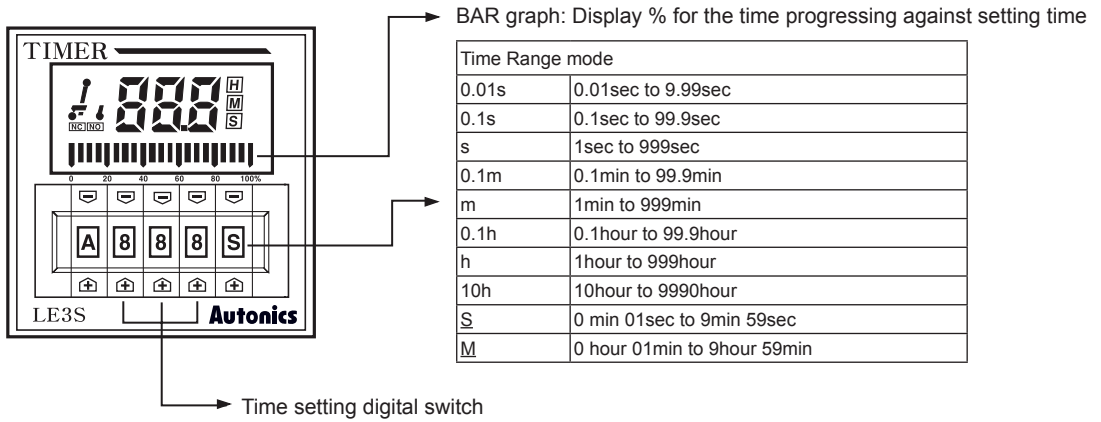 BAR graph: Display % for the time progressing against setting time
TIMER
88.8
H
M
S
NC NO
0 20 40 60 80 100%
A 8 8 8 S
LE3S Autonics
Time Range mode
0.01s 0.01sec to 9.99sec
0.1s 0.1sec to 99.9sec
s 1sec to 999sec
0.1m 0.1min to 99.9min
m 1min to 999min
0.1h 0.1hour to 99.9hour
h 1hour to 999hour
10h 10hour to 9990hour
S 0 min 01sec to 9min 59sec
M 0 hour 01min to 9hour 59min
Time setting digital switch